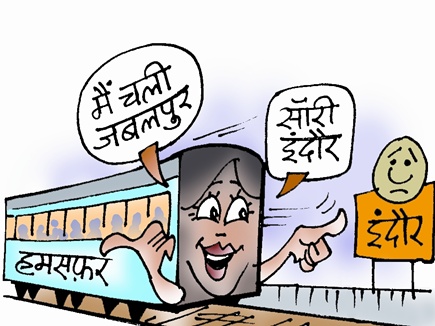 मैं चली
जबलपुर
सॉरी
इंदौर
हमसफ़र
इंदौर